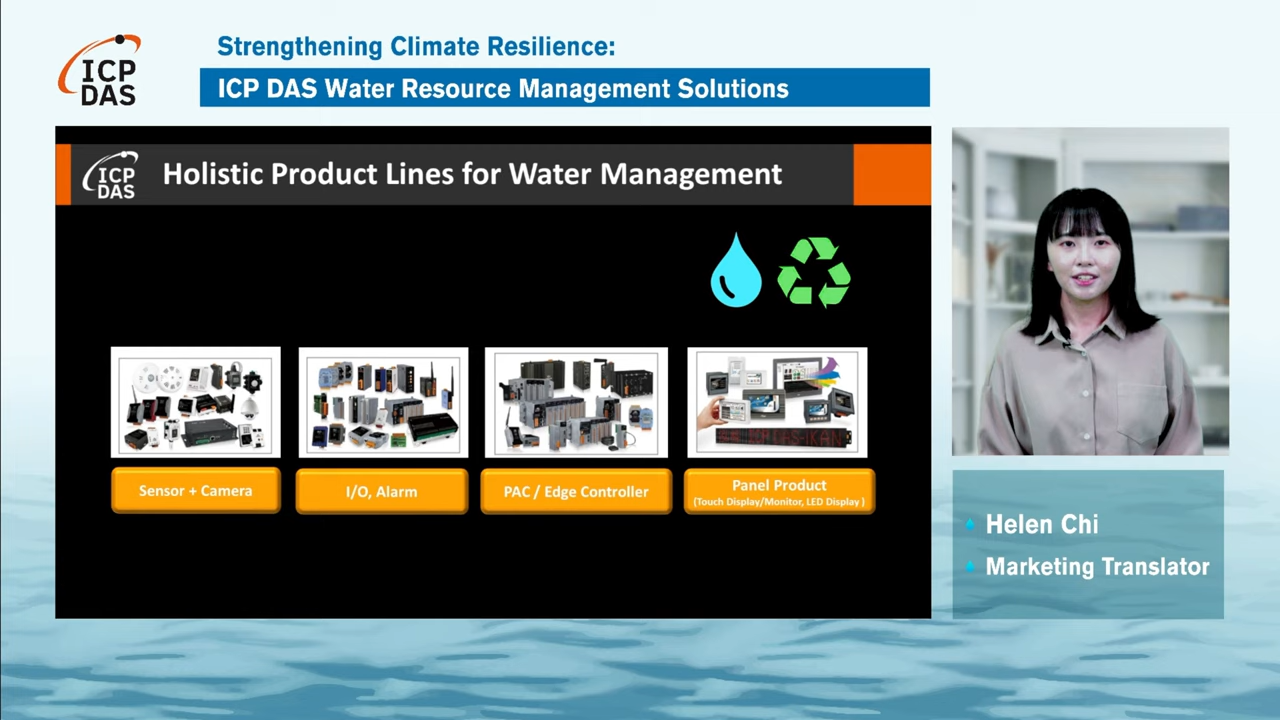 ICP
DAS
Strengthening Climate Resilience:
ICP DAS Water Resource Management Solutions
ICP
DAS
Holistic Product Lines for Water Management
Sensor + Camera
I/O, Alarm
PAC / Edge Controller
Panel Product
(Touch Display/Monitor, LED Display )
Helen Chi
Marketing Translator